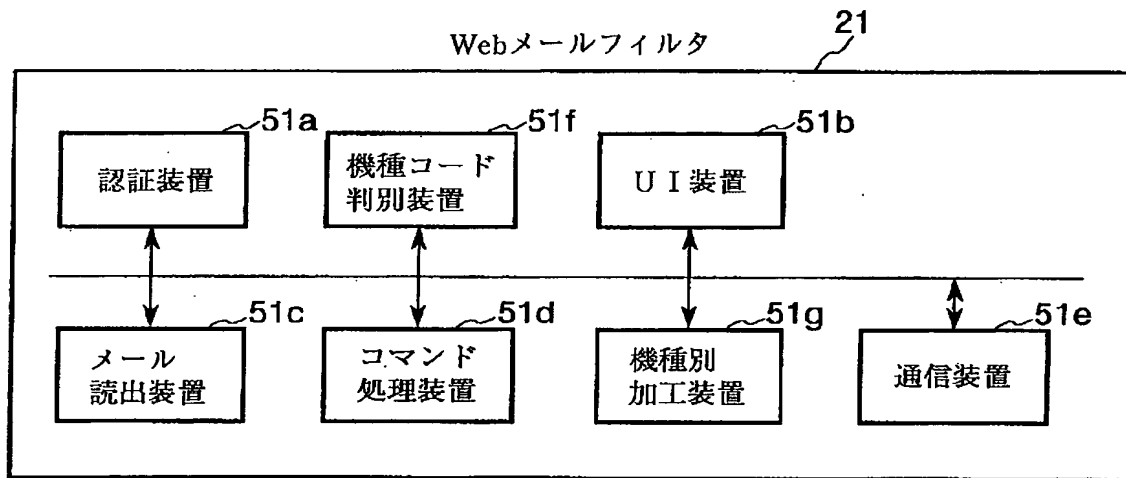 Webメールフィルタ
21
51a
認証装置
51f
機種コード
判別装置
51b
ＵＩ装置
51c
メール
読出装置
51d
コマンド
処理装置
51g
機種別
加工装置
51e
通信装置